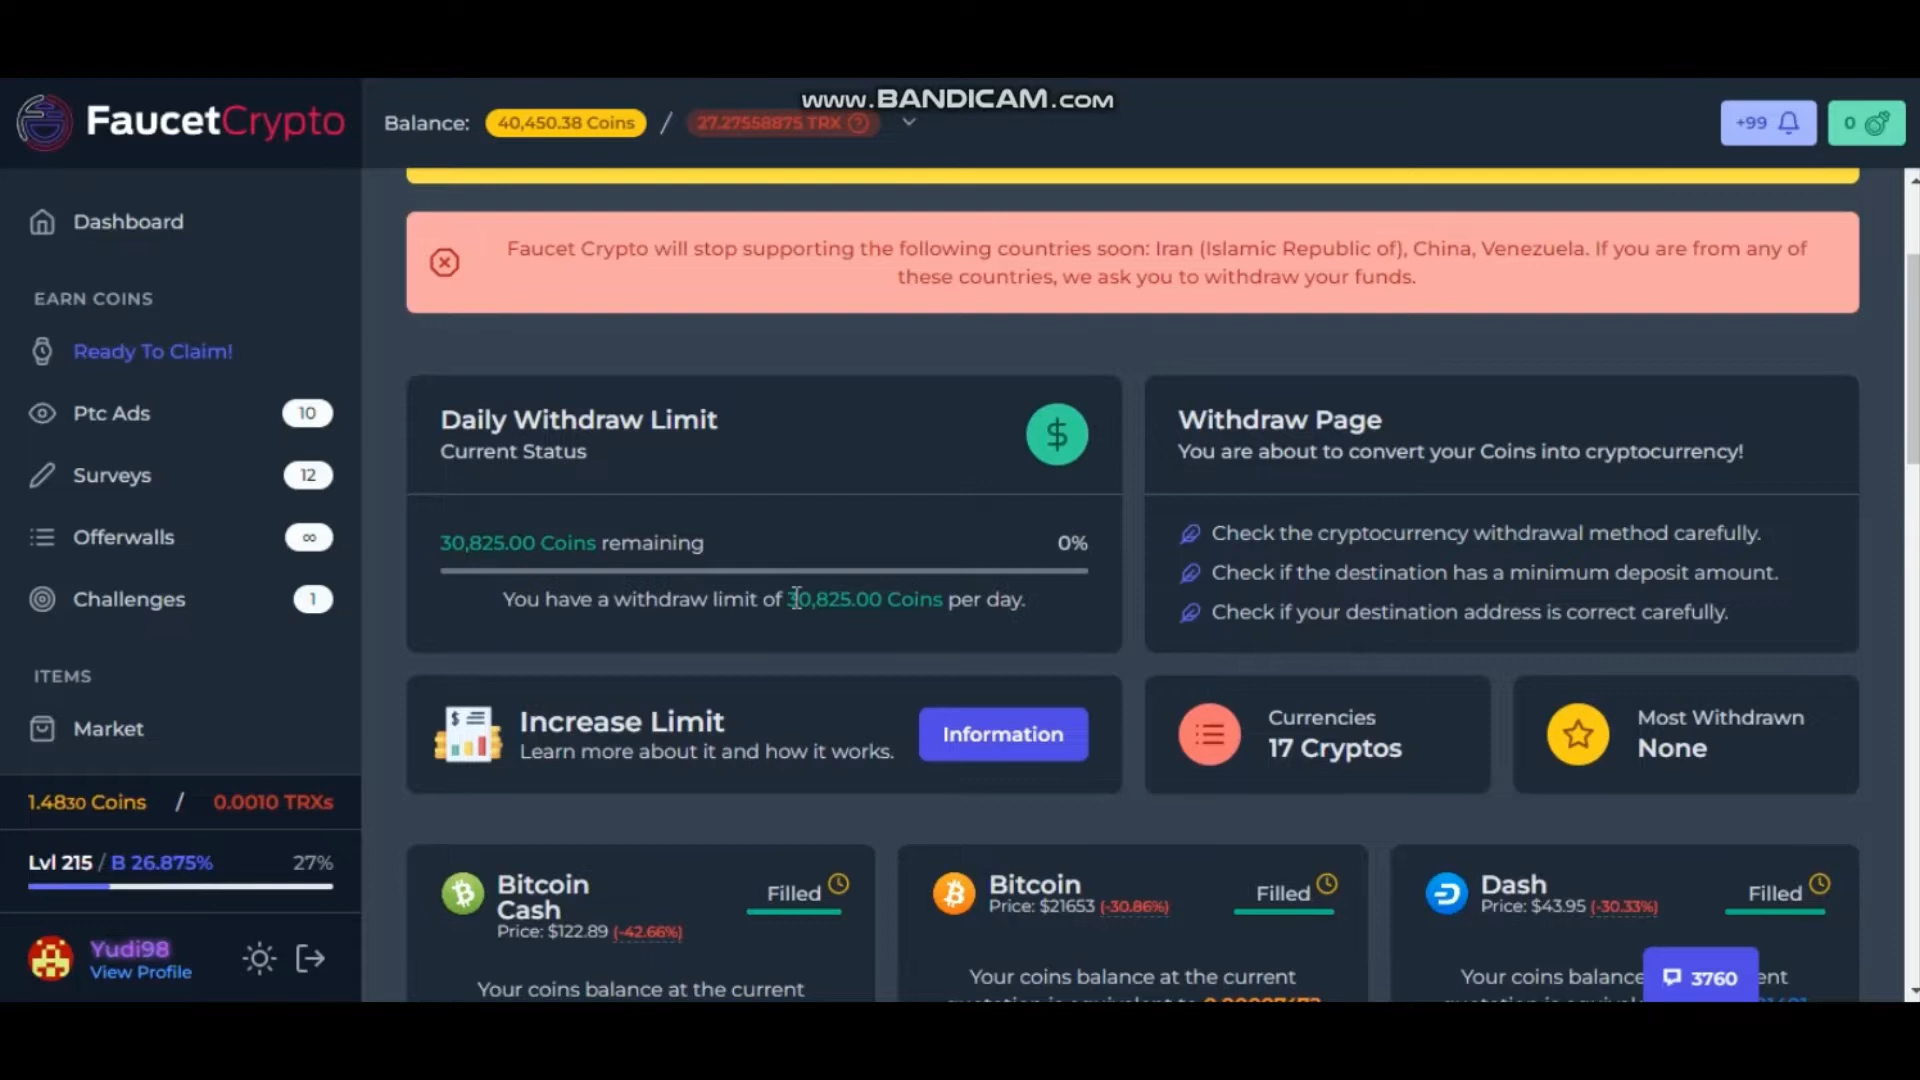 www.BANDICAM.com
FaucetCrypto
Balance: 40,450.38 Coins / 27.27558875 TRX
+99
0
Dashboard
EARN COINS
Ready To Claim!
Ptc Ads 10
Surveys 12
Offerwalls ∞
Challenges 1
ITEMS
Market
1.4830 Coins / 0.0010 TRXs
Lvl 215 / B 26.875% 27%
Yudi98
View Profile
Faucet Crypto will stop supporting the following countries soon: Iran (Islamic Republic of), China, Venezuela. If you are from any of
these countries, we ask you to withdraw your funds.
Daily Withdraw Limit
Current Status
30,825.00 Coins remaining 0%
You have a withdraw limit of 30,825.00 Coins per day.
Withdraw Page
You are about to convert your Coins into cryptocurrency!
Check the cryptocurrency withdrawal method carefully.
Check if the destination has a minimum deposit amount.
Check if your destination address is correct carefully.
Increase Limit
Learn more about it and how it works.
Information
Currencies
17 Cryptos
Most Withdrawn
None
Bitcoin
Cash
Price: $122.89 (-42.66%)
Filled
Your coins balance at the current
Bitcoin
Price: $21653 (-30.86%)
Filled
Your coins balance at the current
Dash
Price: $43.95 (-30.33%)
Filled
Your coins balance
3760